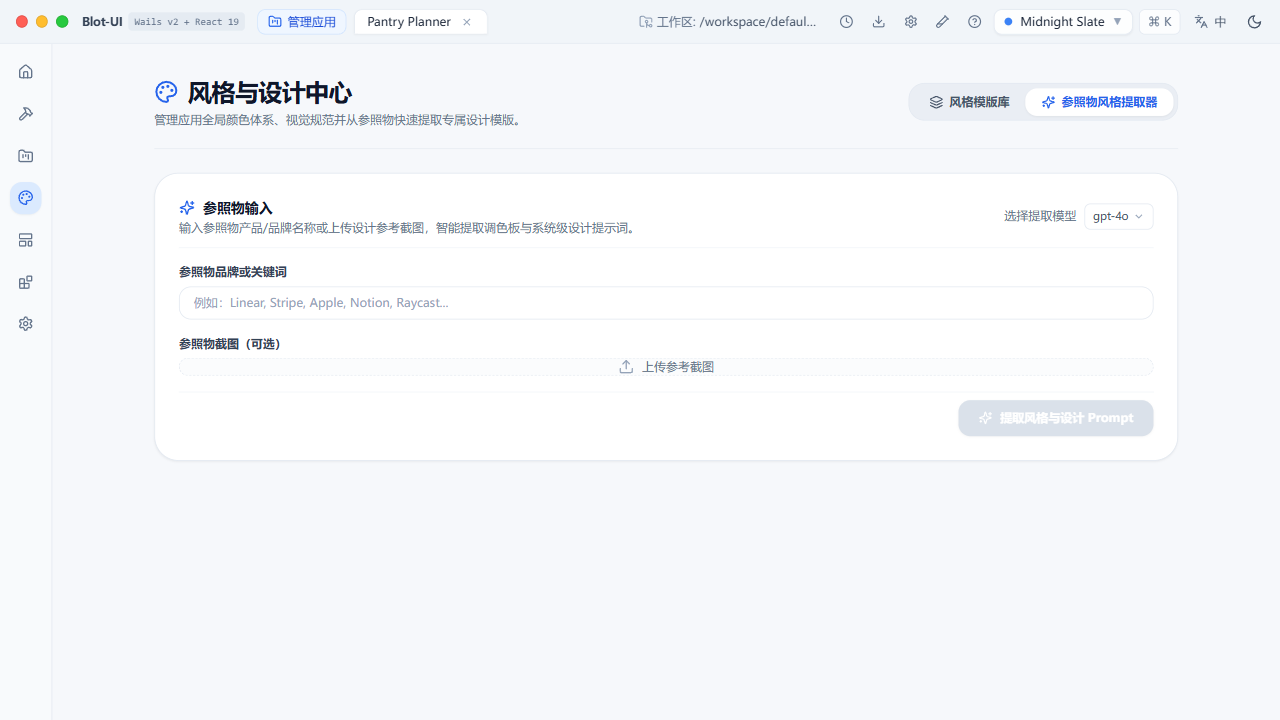 Blot-UI
Wails v2 + React 19
管理应用
Pantry Planner
工作区: /workspace/defaul...
Midnight Slate
⌘ K
中
风格与设计中心
管理应用全局颜色体系、视觉规范并从参照物快速提取专属设计模版。
风格模版库
参照物风格提取器
参照物输入
输入参照物产品/品牌名称或上传设计参考截图，智能提取调色板与系统级设计提示词。
选择提取模型
gpt-4o
参照物品牌或关键词
例如：Linear, Stripe, Apple, Notion, Raycast...
参照物截图（可选）
上传参考截图
提取风格与设计 Prompt